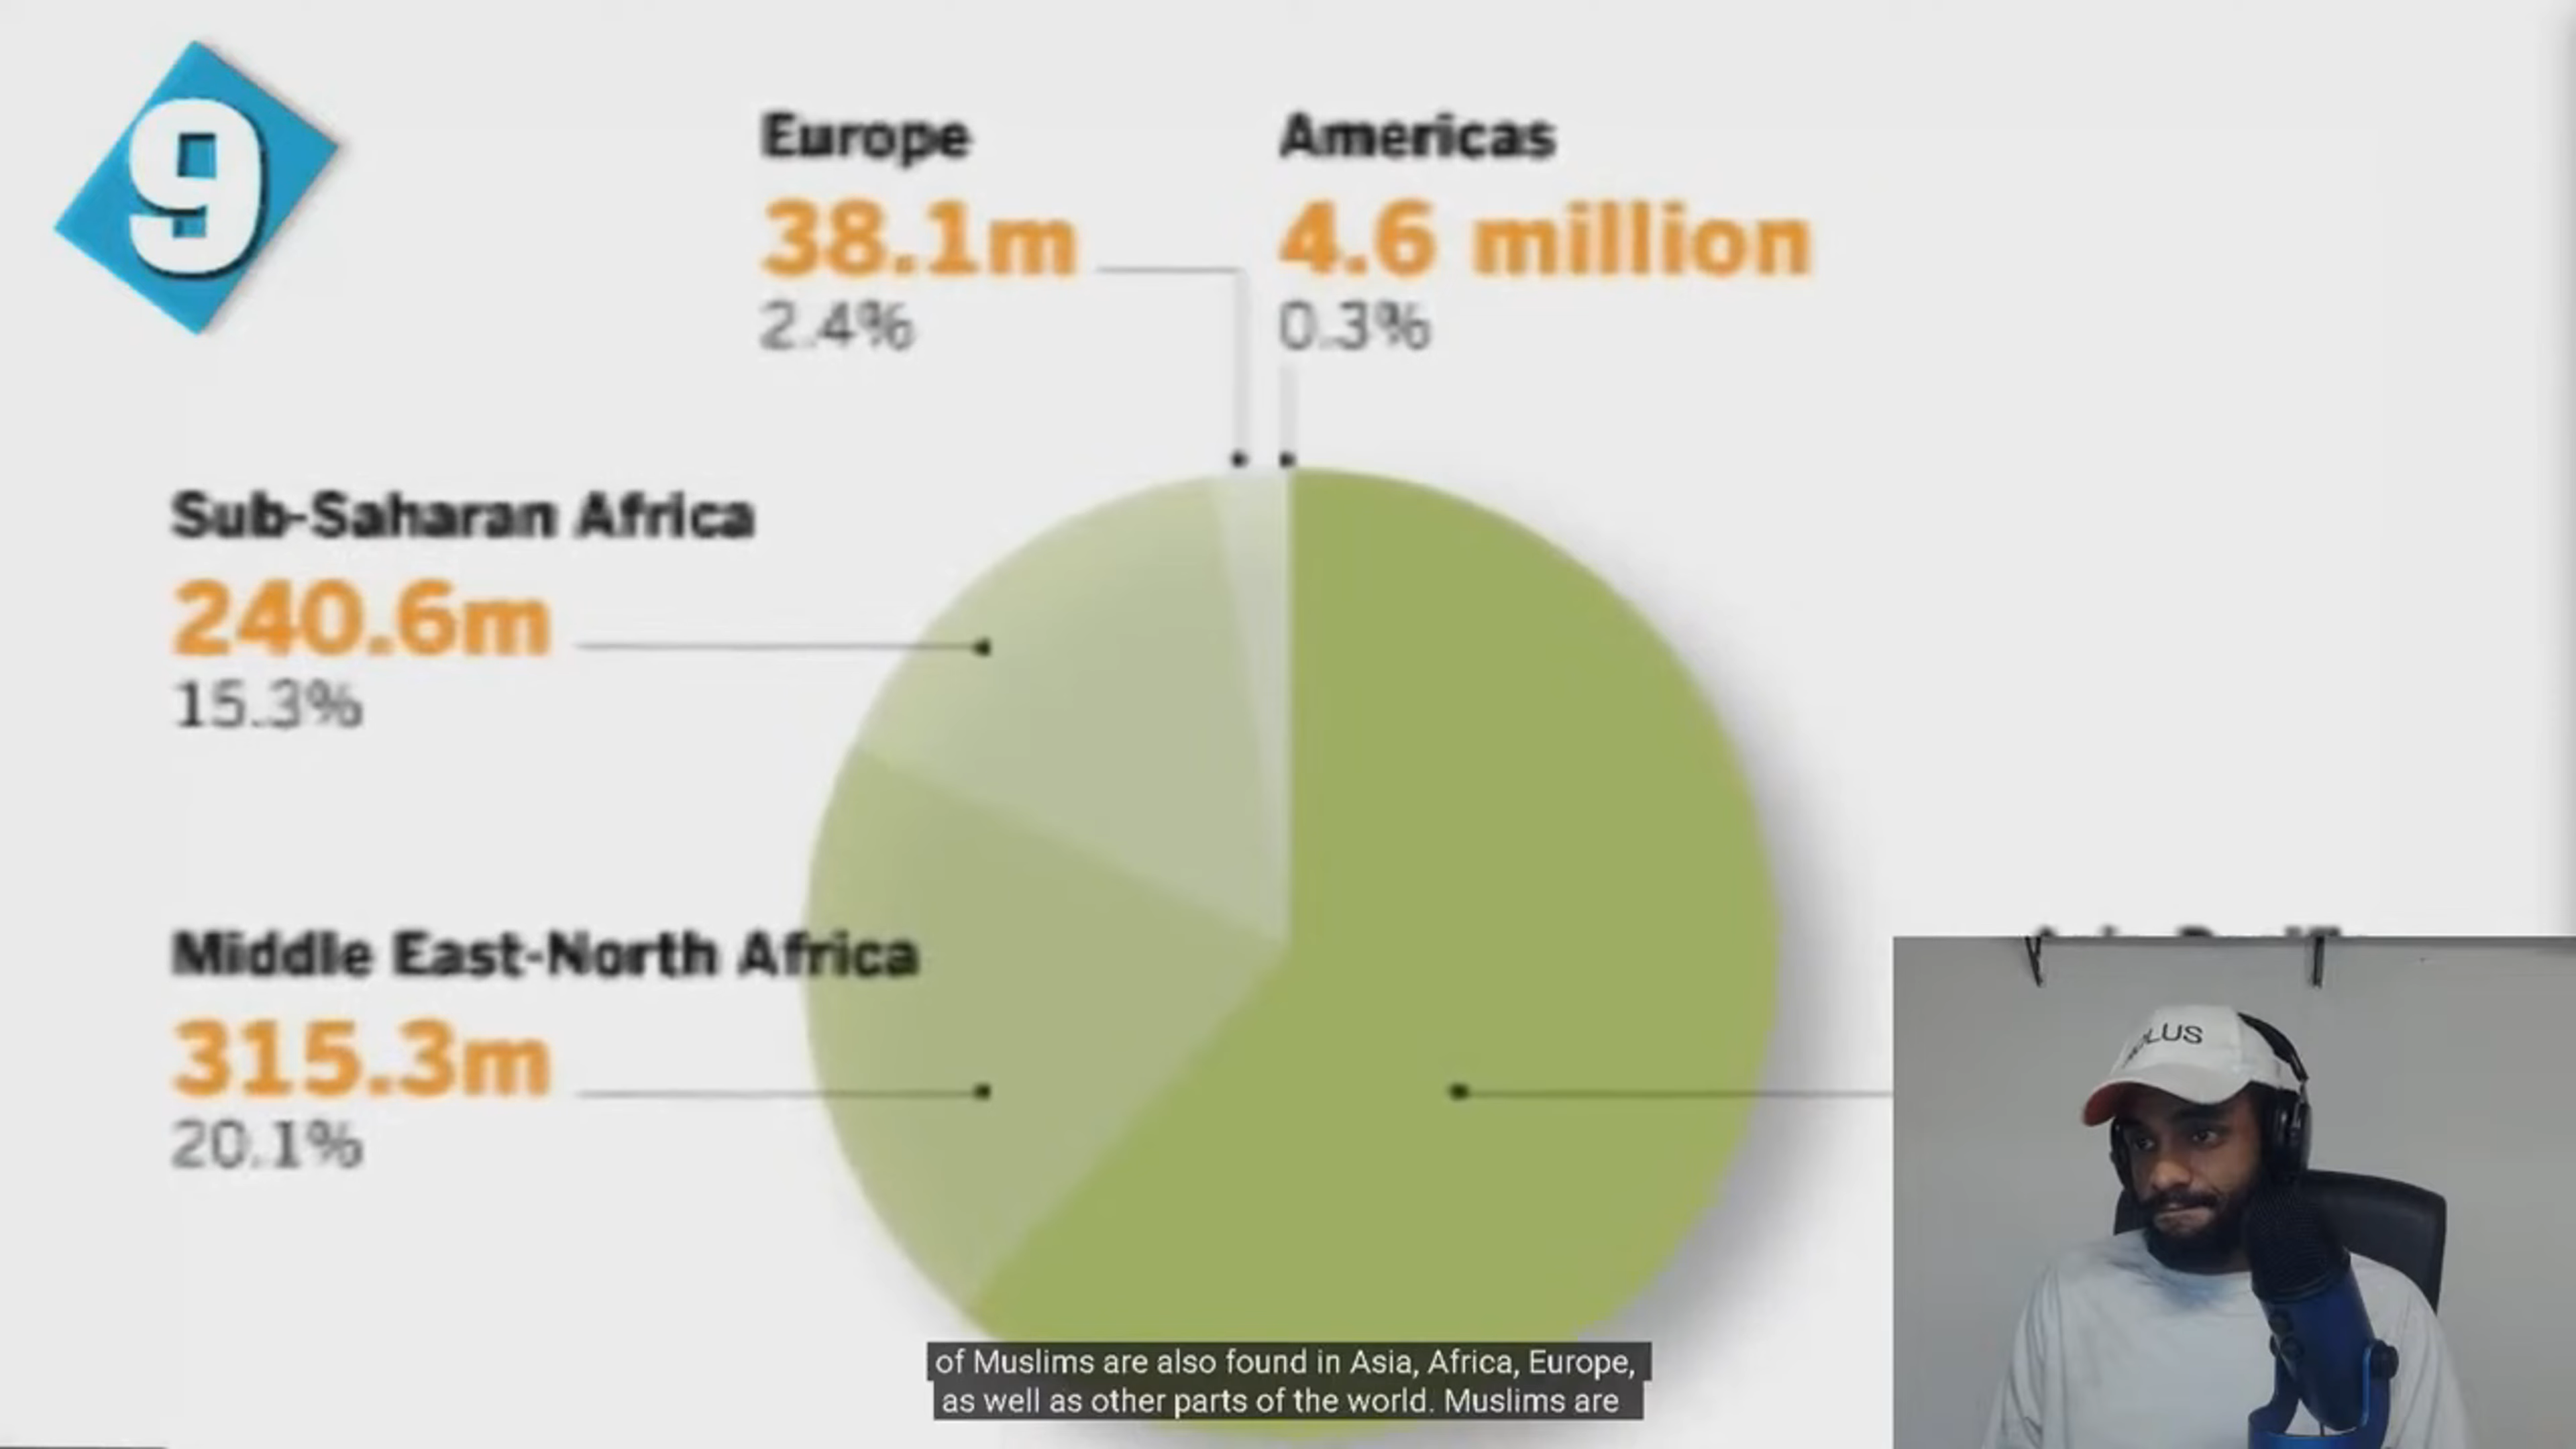 9
Europe
38.1m
2.4%
Americas
4.6 million
0.3%
Sub-Saharan Africa
240.6m
15.3%
Middle East-North Africa
315.3m
20.1%
of Muslims are also found in Asia, Africa, Europe,
as well as other parts of the world. Muslims are